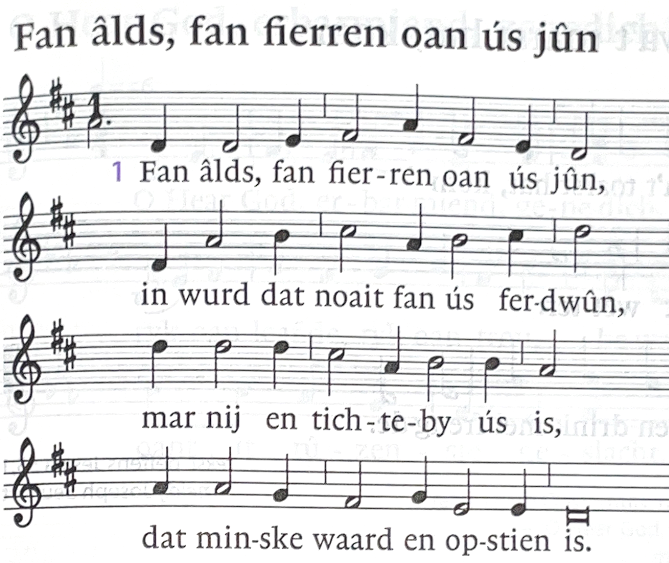 Fan âlds, fan fierren oan ús jûn
1 Fan âlds, fan fier-ren oan ús jûn,
in wurd dat noait fan ús fer-dwûn,
mar nij en tich-te-by ús is,
dat min-ske waard en op-stien is.